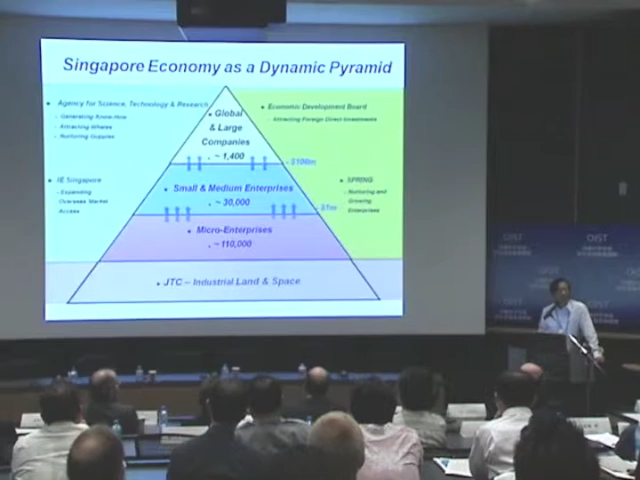 Singapore Economy as a Dynamic Pyramid
Agency for Science, Technology & Research
- Generating Know-How
- Attracting Whales
- Nurturing Guppies
Global
& Large
Companies
~ 1,400
Economic Development Board
- Attracting Foreign Direct Investments
$100m
IE Singapore
- Expanding
Overseas Market
Access
Small & Medium Enterprises
~ 30,000
SPRING
- Nurturing and
Growing
Enterprises
$1m
Micro-Enterprises
~ 110,000
JTC – Industrial Land & Space
OIST
OIST